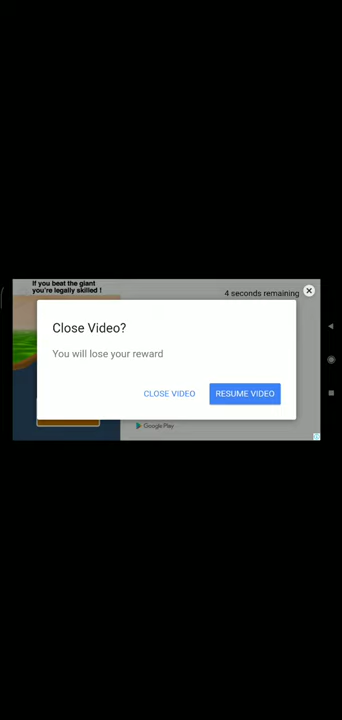 If you beat the giant
you're legally skilled !
4 seconds remaining
Close Video?
You will lose your reward
CLOSE VIDEO
RESUME VIDEO
Google Play